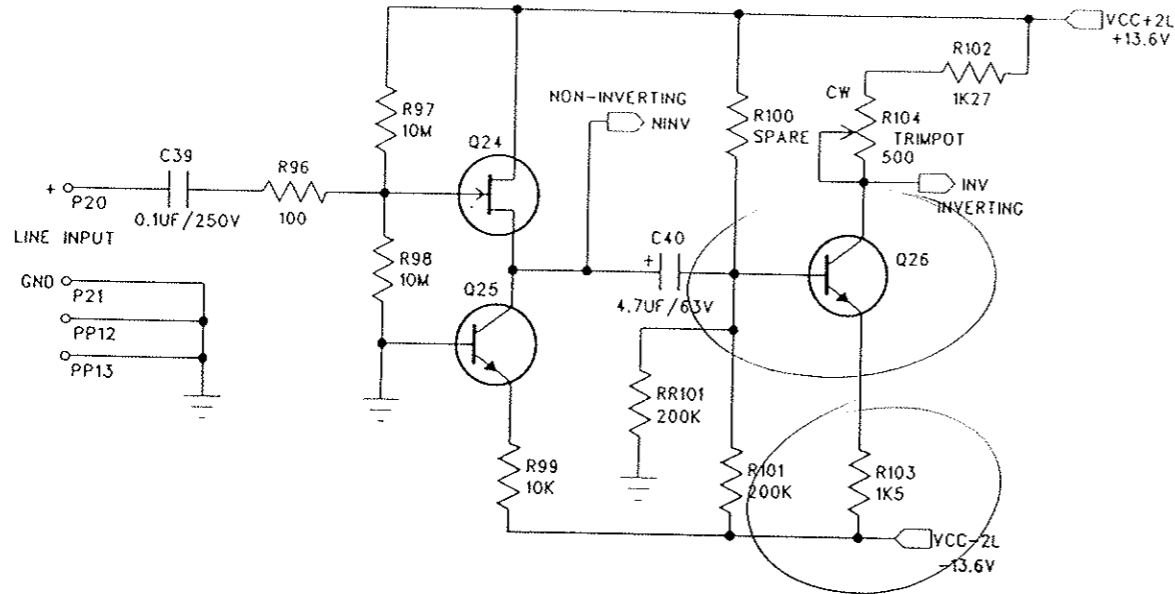 VCC+2L
+13.6V
R102
1K27
CW
R104
TRIMPOT
500
R97
10M
NON-INVERTING
NINV
R100
SPARE
Q24
C39
R96
+
P20
0.1UF/250V
100
INV
INVERTING
LINE INPUT
R98
10M
C40
+
Q26
GND
P21
Q25
4.7UF/63V
PP12
PP13
RR101
200K
R99
10K
R101
200K
R103
1K5
VCC-2L
-13.6V